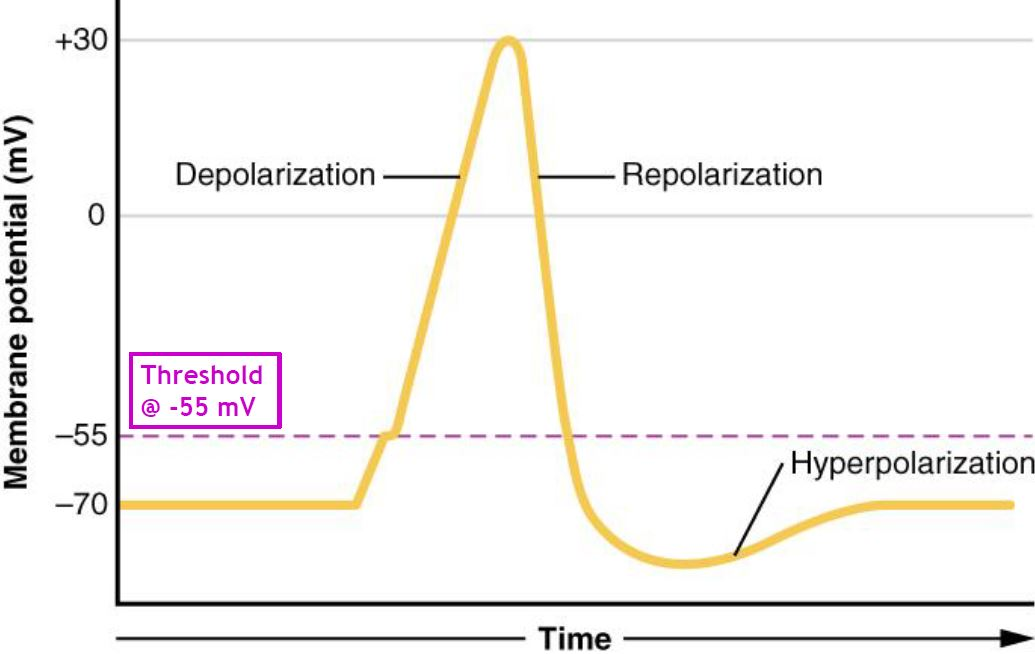 +30
Depolarization
Repolarization
0
Membrane potential (mV)
Threshold
@ -55 mV
–55
Hyperpolarization
–70
Time